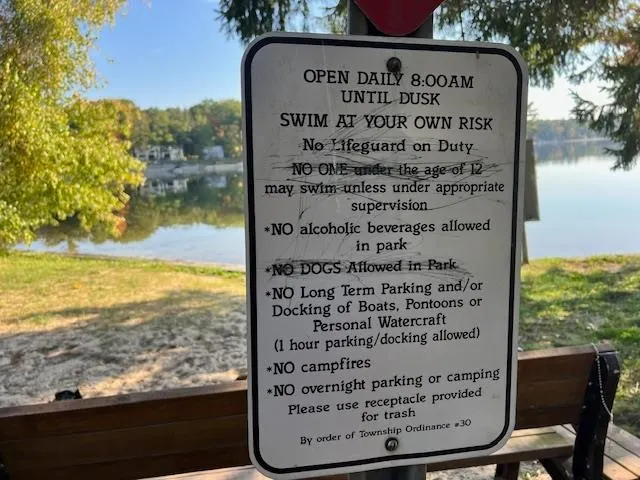 OPEN DAILY 8:00AM
UNTIL DUSK
SWIM AT YOUR OWN RISK
No Lifeguard on Duty
NO ONE under the age of 12
may swim unless under appropriate
supervision
*NO alcoholic beverages allowed
in park
*NO DOGS Allowed in Park
*NO Long Term Parking and/or
Docking of Boats, Pontoons or
Personal Watercraft
(1 hour parking/docking allowed)
*NO campfires
*NO overnight parking or camping
Please use receptacle provided
for trash
By order of Township Ordinance #30